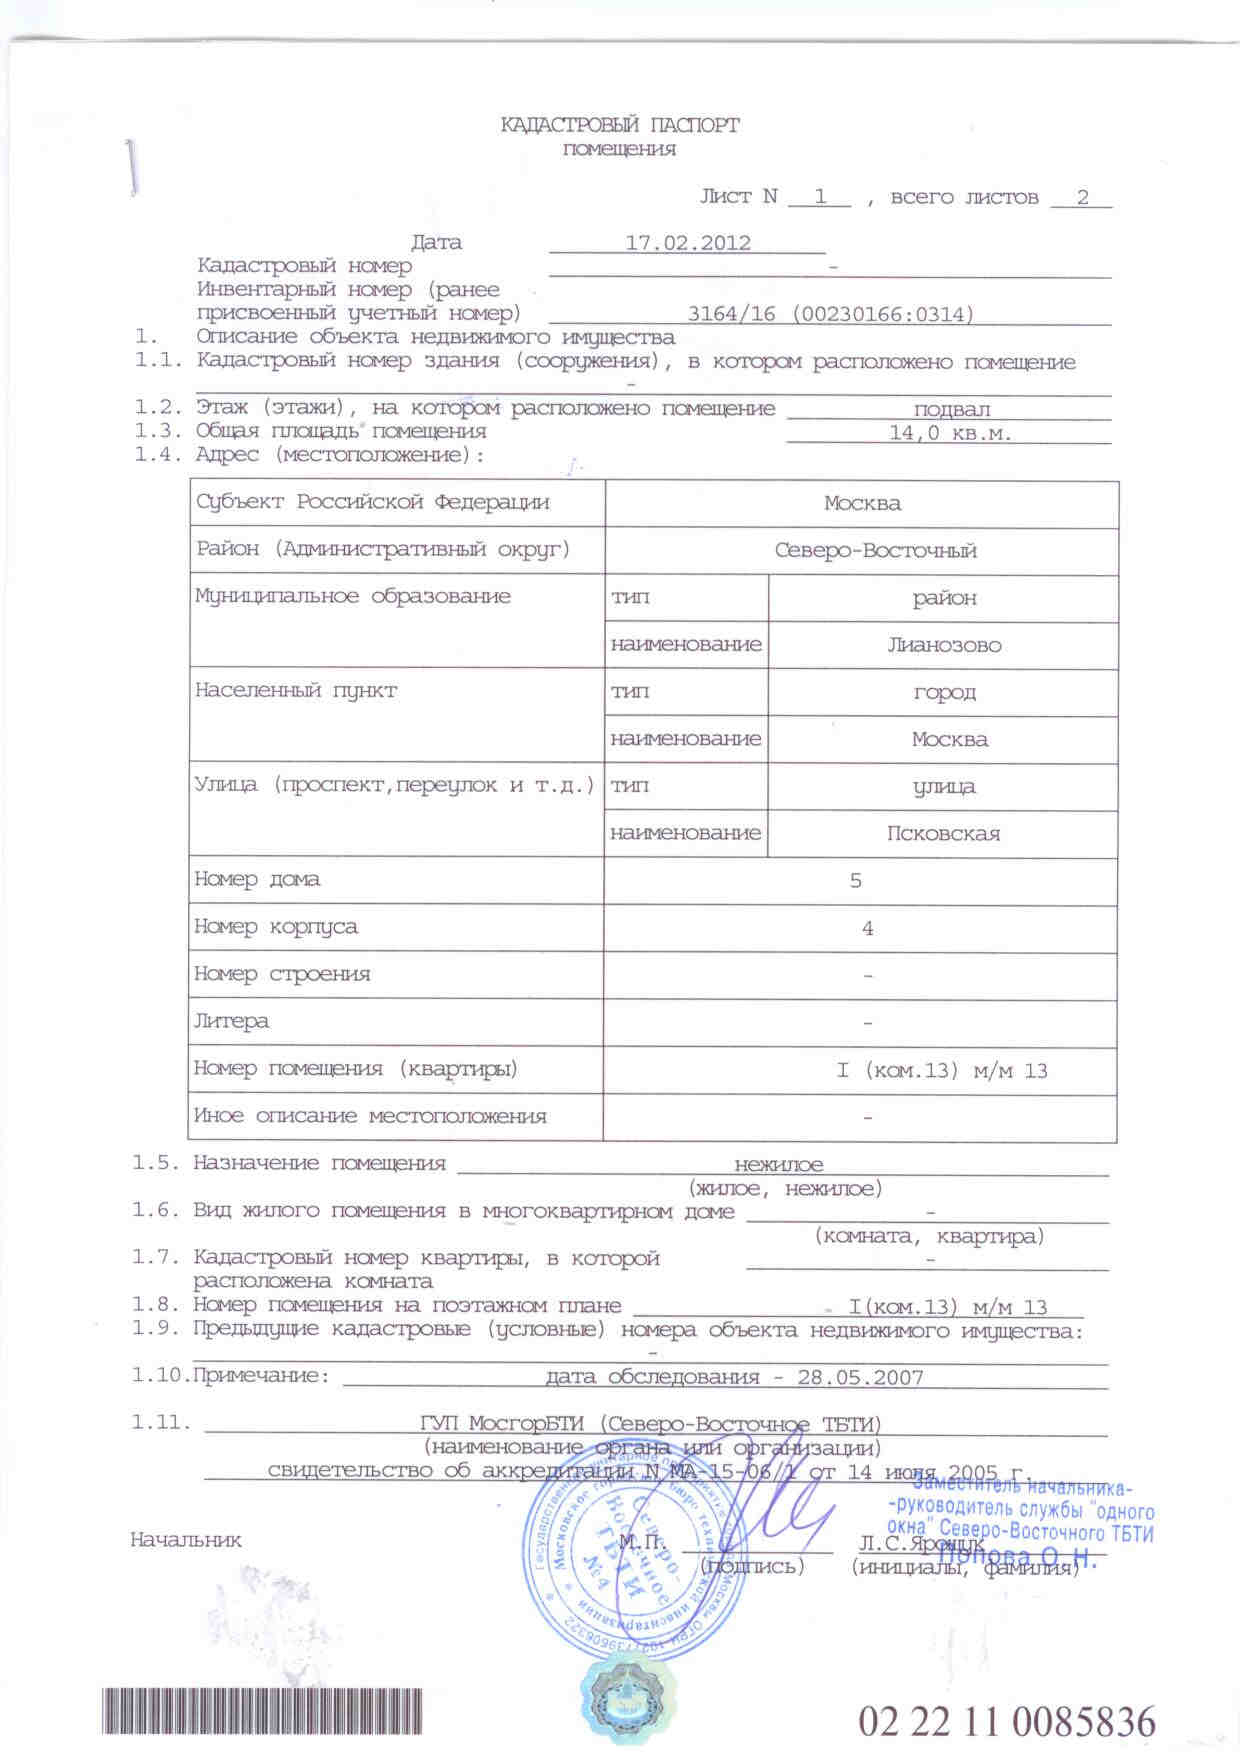 КАДАСТРОВЫЙ ПАСПОРТ
помещения
Лист N 1 , всего листов 2
Дата 17.02.2012
Кадастровый номер -
Инвентарный номер (ранее
присвоенный учетный номер) 3164/16 (00230166:0314)
1. Описание объекта недвижимого имущества
1.1. Кадастровый номер здания (сооружения), в котором расположено помещение
-
1.2. Этаж (этажи), на котором расположено помещение подвал
1.3. Общая площадь помещения 14,0 кв.м.
1.4. Адрес (местоположение):
Субъект Российской Федерации Москва
Район (Административный округ) Северо-Восточный
Муниципальное образование тип район
наименование Лианозово
Населенный пункт тип город
наименование Москва
Улица (проспект,переулок и т.д.) тип улица
наименование Псковская
Номер дома 5
Номер корпуса 4
Номер строения -
Литера -
Номер помещения (квартиры) I (ком.13) м/м 13
Иное описание местоположения -
1.5. Назначение помещения нежилое
(жилое, нежилое)
1.6. Вид жилого помещения в многоквартирном доме -
(комната, квартира)
1.7. Кадастровый номер квартиры, в которой -
расположена комната
1.8. Номер помещения на поэтажном плане I(ком.13) м/м 13
1.9. Предыдущие кадастровые (условные) номера объекта недвижимого имущества:
-
1.10.Примечание: дата обследования - 28.05.2007
1.11. ГУП МосгорБТИ (Северо-Восточное ТБТИ)
(наименование органа или организации)
свидетельство об аккредитации N МА-15-06/1 от 14 июля 2005 г.
Заместитель начальника-
-руководитель службы "одного
окна" Северо-Восточного ТБТИ
Попова О.Н.
Начальник М.П. Л.С.Ярощук
(подпись) (инициалы, фамилия)
Северо-
Восточное
ТБТИ
№4
02 22 11 0085836